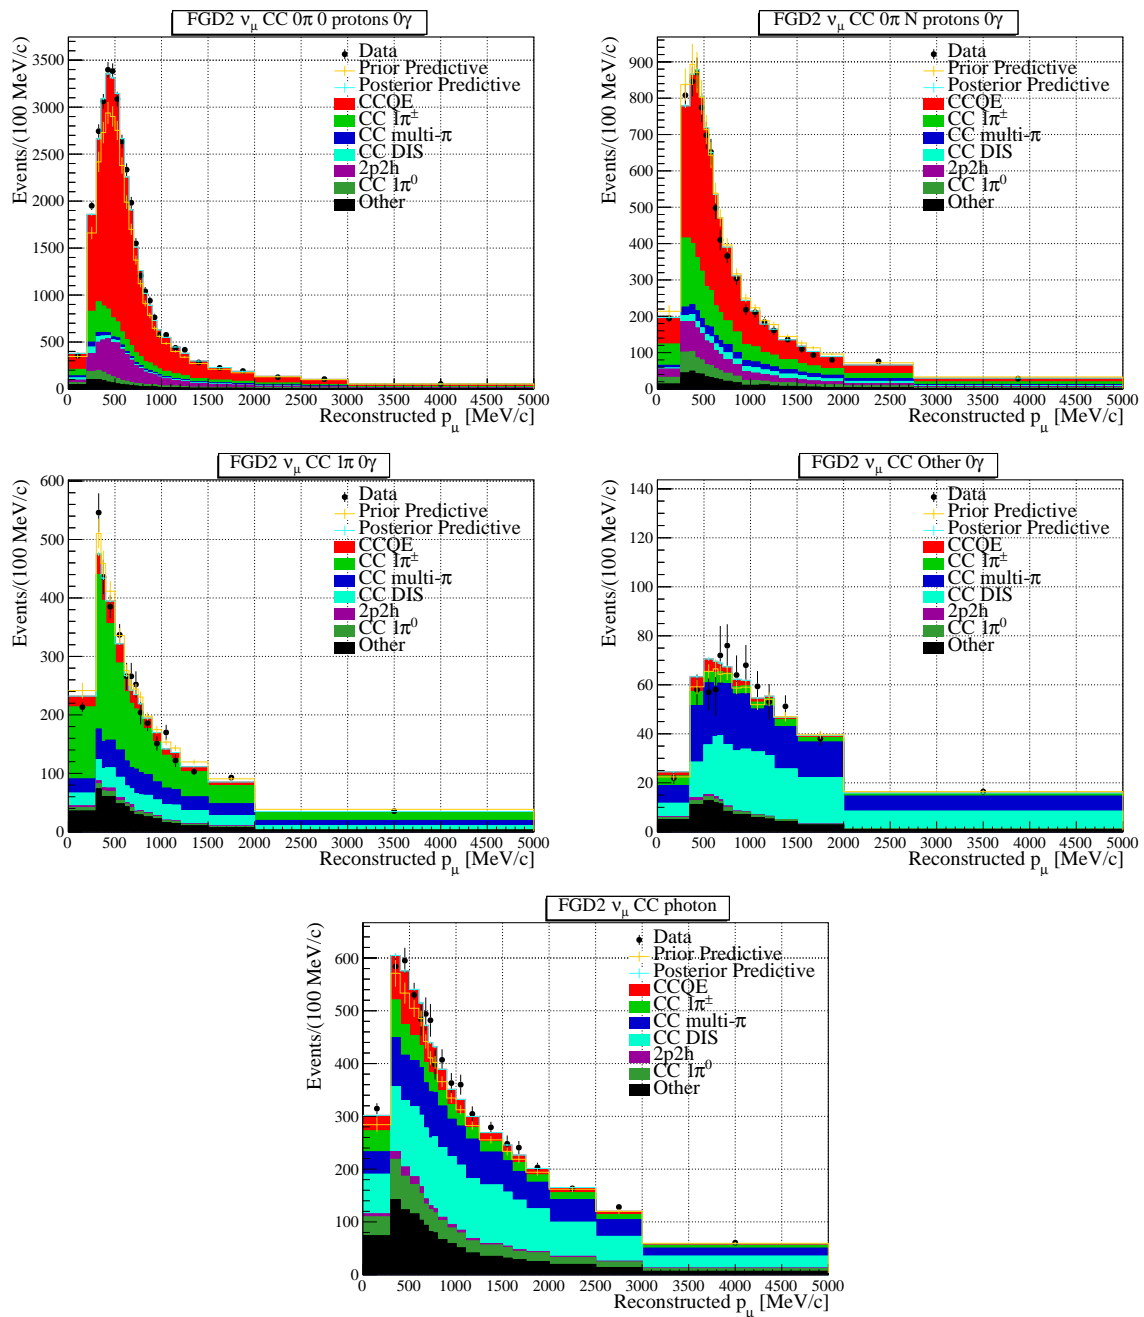 FGD2 νμ CC 0π 0 protons 0γ
Events/(100 MeV/c)
3500
3000
2500
2000
1500
1000
500
0
Data
Prior Predictive
Posterior Predictive
CCQE
CC 1π±
CC multi-π
CC DIS
2p2h
CC 1π0
Other
0 500 1000 1500 2000 2500 3000 3500 4000 4500 5000
Reconstructed pμ [MeV/c]
FGD2 νμ CC 0π N protons 0γ
Events/(100 MeV/c)
900
800
700
600
500
400
300
200
100
0
Data
Prior Predictive
Posterior Predictive
CCQE
CC 1π±
CC multi-π
CC DIS
2p2h
CC 1π0
Other
0 500 1000 1500 2000 2500 3000 3500 4000 4500 5000
Reconstructed pμ [MeV/c]
FGD2 νμ CC 1π 0γ
Events/(100 MeV/c)
600
500
400
300
200
100
0
Data
Prior Predictive
Posterior Predictive
CCQE
CC 1π±
CC multi-π
CC DIS
2p2h
CC 1π0
Other
0 500 1000 1500 2000 2500 3000 3500 4000 4500 5000
Reconstructed pμ [MeV/c]
FGD2 νμ CC Other 0γ
Events/(100 MeV/c)
140
120
100
80
60
40
20
0
Data
Prior Predictive
Posterior Predictive
CCQE
CC 1π±
CC multi-π
CC DIS
2p2h
CC 1π0
Other
0 500 1000 1500 2000 2500 3000 3500 4000 4500 5000
Reconstructed pμ [MeV/c]
FGD2 νμ CC photon
Events/(100 MeV/c)
600
500
400
300
200
100
0
Data
Prior Predictive
Posterior Predictive
CCQE
CC 1π±
CC multi-π
CC DIS
2p2h
CC 1π0
Other
0 500 1000 1500 2000 2500 3000 3500 4000 4500 5000
Reconstructed pμ [MeV/c]